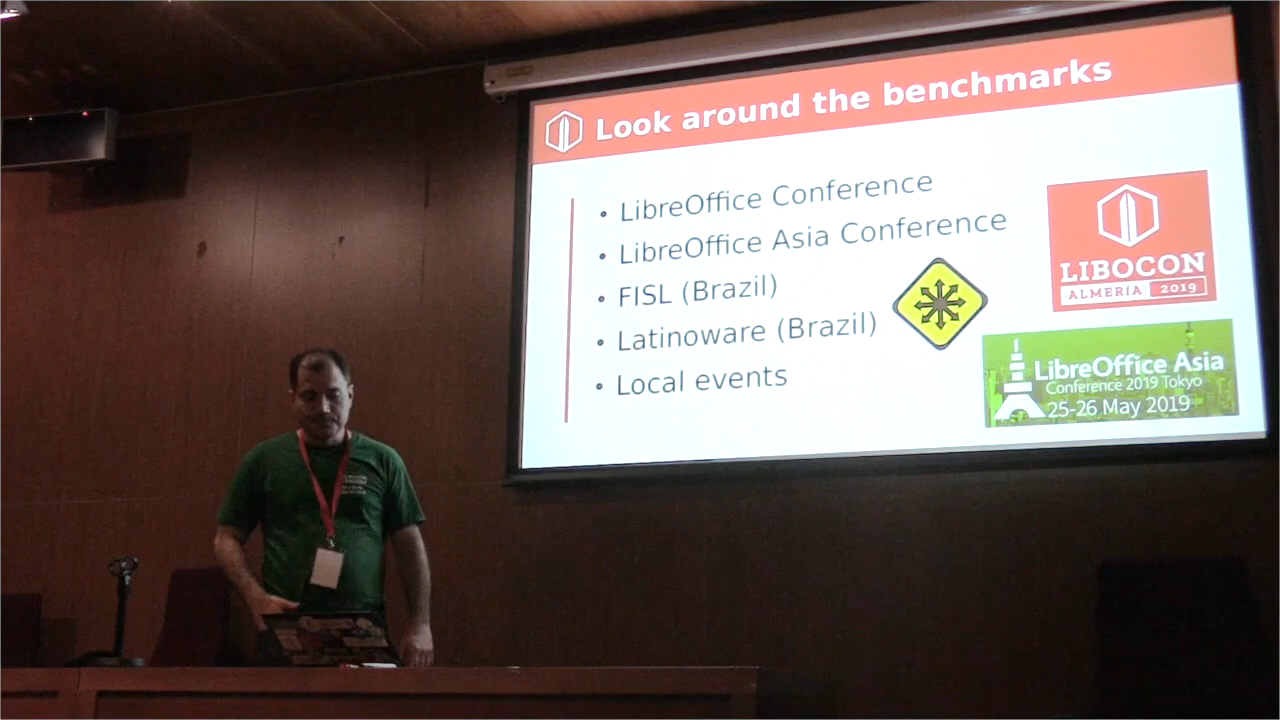 Look around the benchmarks
• LibreOffice Conference
• LibreOffice Asia Conference
• FISL (Brazil)
• Latinoware (Brazil)
• Local events
LIBOCON
ALMERÍA 2019
LibreOffice Asia
Conference 2019 Tokyo
25-26 May 2019